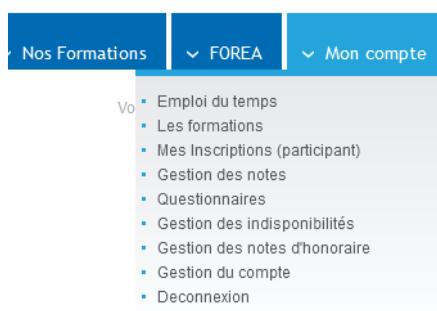 Nos Formations FOREA Mon compte
Vo
Emploi du temps
Les formations
Mes Inscriptions (participant)
Gestion des notes
Questionnaires
Gestion des indisponibilités
Gestion des notes d'honoraire
Gestion du compte
Deconnexion